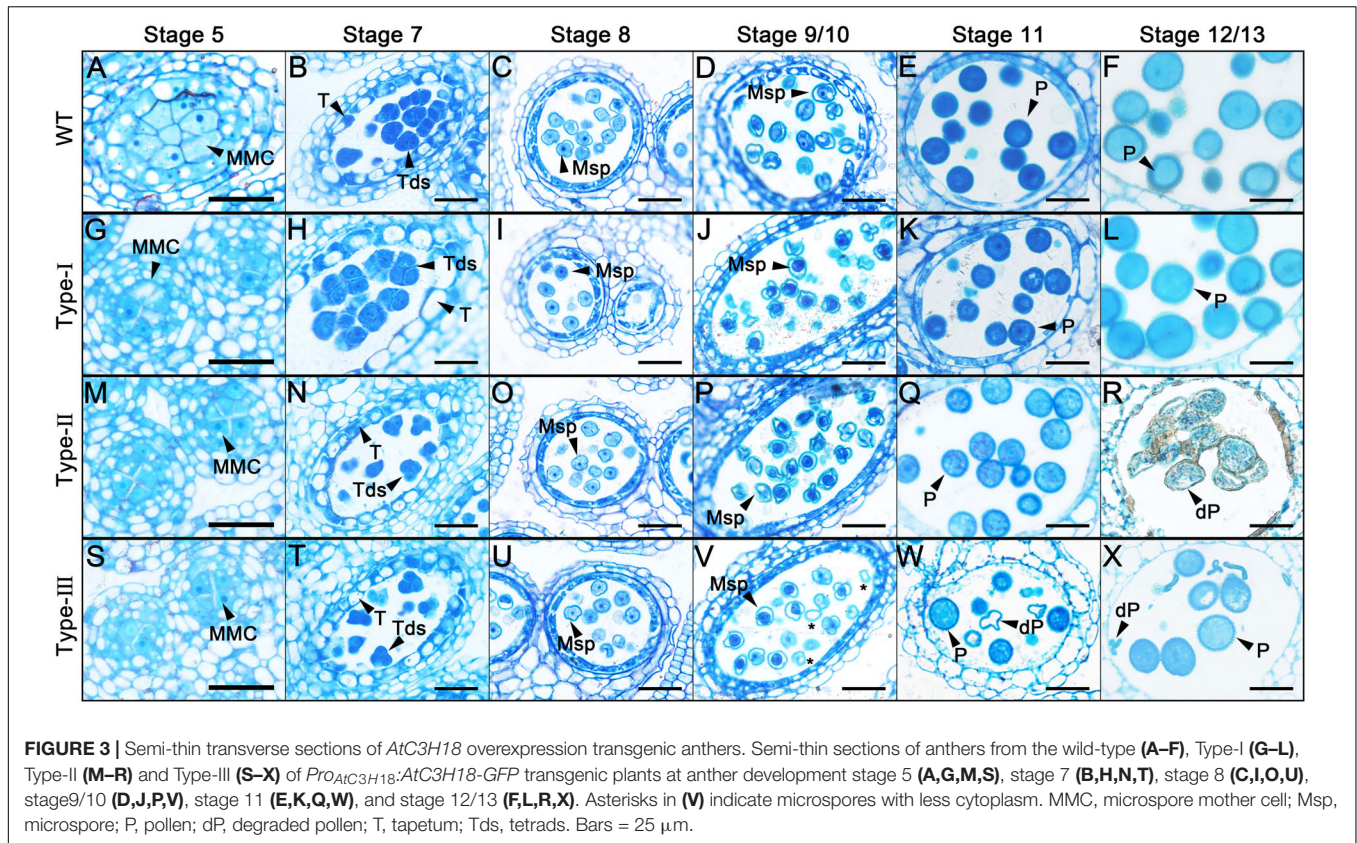 Stage 5 Stage 7 Stage 8 Stage 9/10 Stage 11 Stage 12/13
WT
A MMC B T Tds C Msp D Msp E P F P
Type-I
G MMC H Tds T I Msp J Msp K P L P
Type-II
M MMC N T Tds O Msp P Msp Q P R dP
Type-III
S MMC T T Tds U Msp V Msp * * * W P dP X dP P
FIGURE 3 | Semi-thin transverse sections of AtC3H18 overexpression transgenic anthers. Semi-thin sections of anthers from the wild-type (A–F), Type-I (G–L),
Type-II (M–R) and Type-III (S–X) of ProAtC3H18:AtC3H18-GFP transgenic plants at anther development stage 5 (A,G,M,S), stage 7 (B,H,N,T), stage 8 (C,I,O,U),
stage9/10 (D,J,P,V), stage 11 (E,K,Q,W), and stage 12/13 (F,L,R,X). Asterisks in (V) indicate microspores with less cytoplasm. MMC, microspore mother cell; Msp,
microspore; P, pollen; dP, degraded pollen; T, tapetum; Tds, tetrads. Bars = 25 μm.